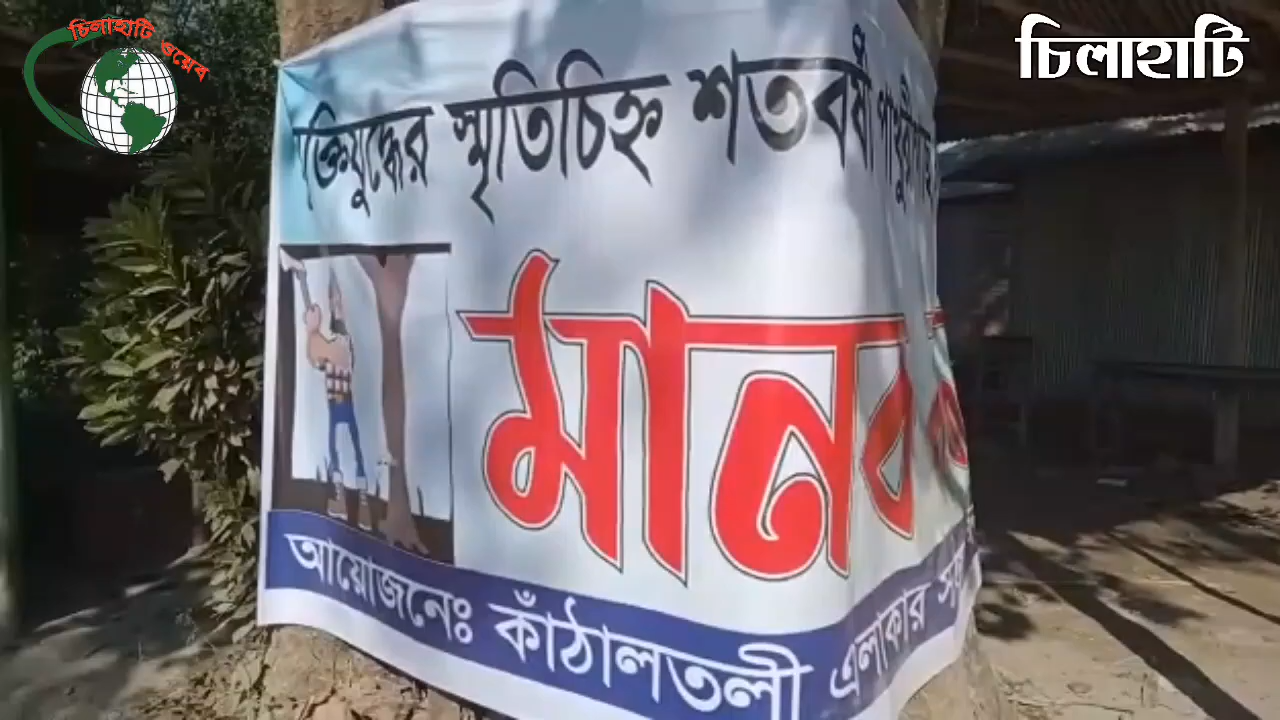 চিলাহাটি ওয়েব
চিলাহাটি
স্মৃতিচিহ্ন শতবর্ষী
মানব
আয়োজনেঃ কাঁঠালতলী এলাকার